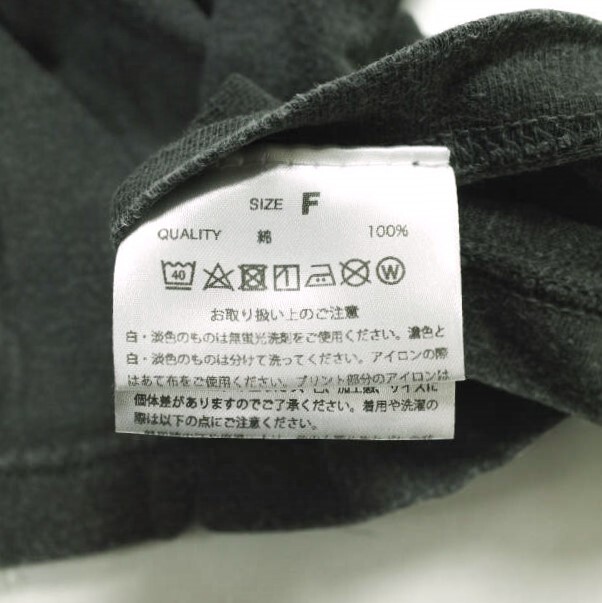 SIZE F
QUALITY 綿 100%
40 W
お取り扱い上のご注意
白・淡色のものは無蛍光洗剤をご使用ください。濃色と
白・淡色のものは分けて洗ってください。アイロンの際
はあて布をご使用ください。プリント部分のアイロンは
個体差がありますのでご了承ください。着用や洗濯の
際は以下の点にご注意ください。